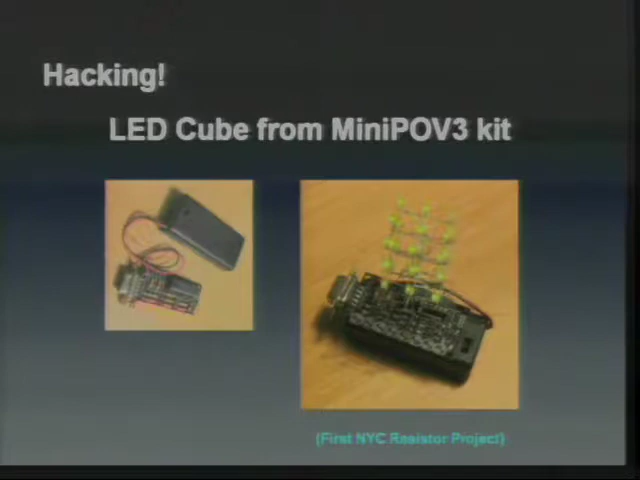 Hacking!
LED Cube from MiniPOV3 kit
(First NYC Resistor Project)